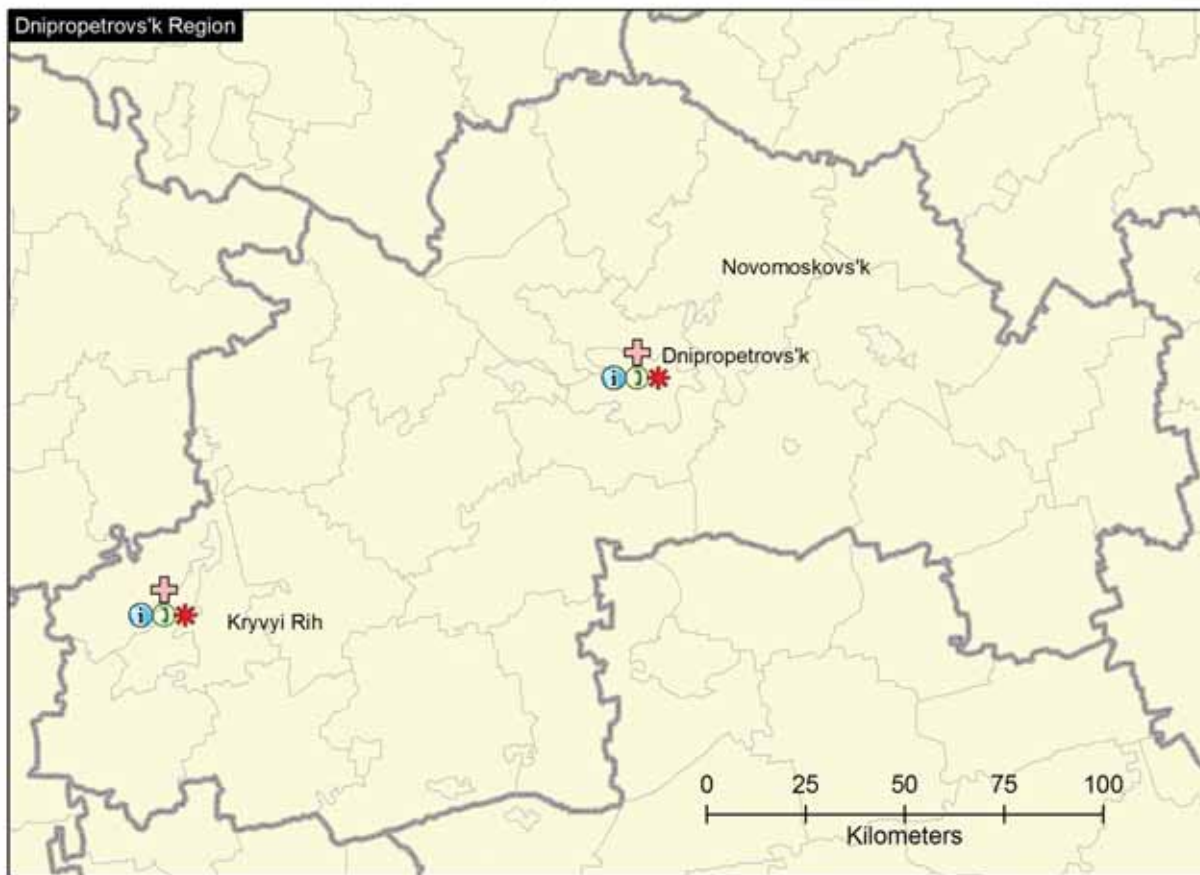 Dnipropetrovs'k Region
Novomoskovs'k
Dnipropetrovs'k
i
i
Kryvyi Rih
0 25 50 75 100
Kilometers